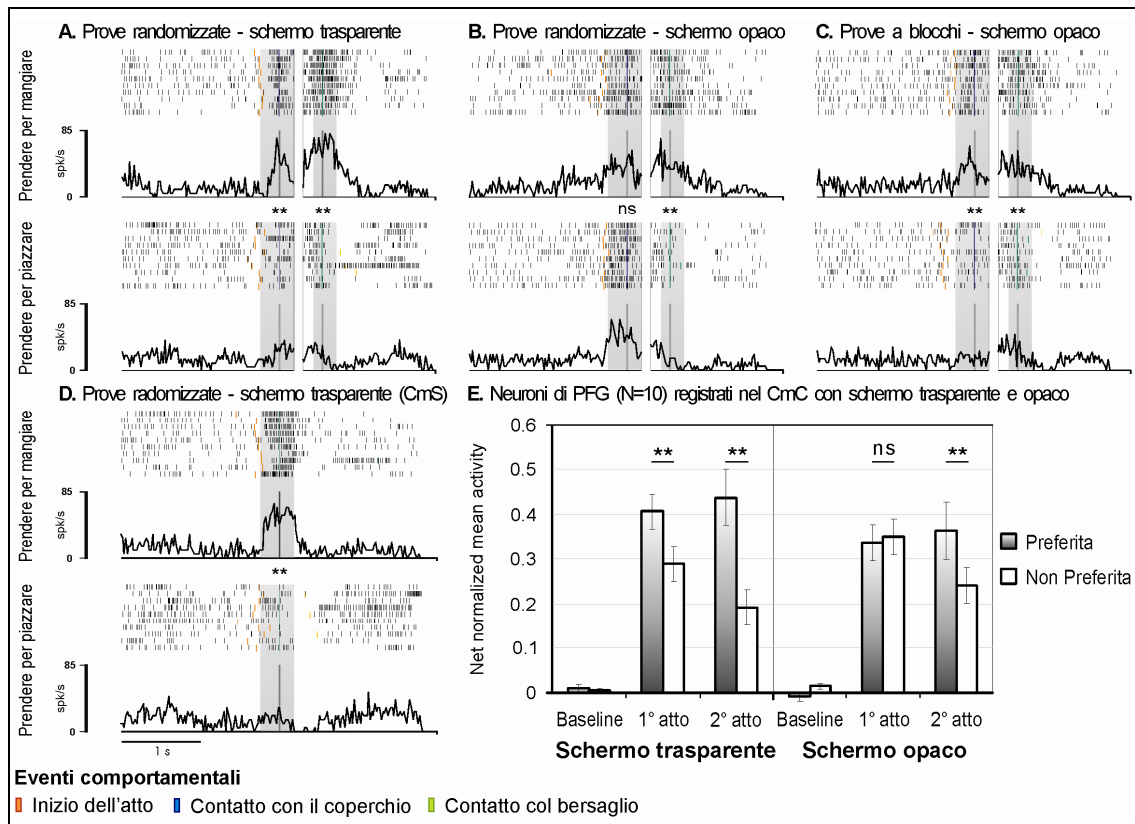 A. Prove randomizzate - schermo trasparente
B. Prove randomizzate - schermo opaco
C. Prove a blocchi - schermo opaco
Prendere per mangiare
85
spk/s
0
** **
ns **
** **
Prendere per piazzare
85
spk/s
0
D. Prove radomizzate - schermo trasparente (CmS)
Prendere per mangiare
85
spk/s
0
**
Prendere per piazzare
85
spk/s
0
1 s
E. Neuroni di PFG (N=10) registrati nel CmC con schermo trasparente e opaco
Net normalized mean activity
0.6
0.5
0.4
0.3
0.2
0.1
0
** ** ns **
Preferita
Non Preferita
Baseline 1° atto 2° atto Baseline 1° atto 2° atto
Schermo trasparente Schermo opaco
Eventi comportamentali
Inizio dell'atto Contatto con il coperchio Contatto col bersaglio